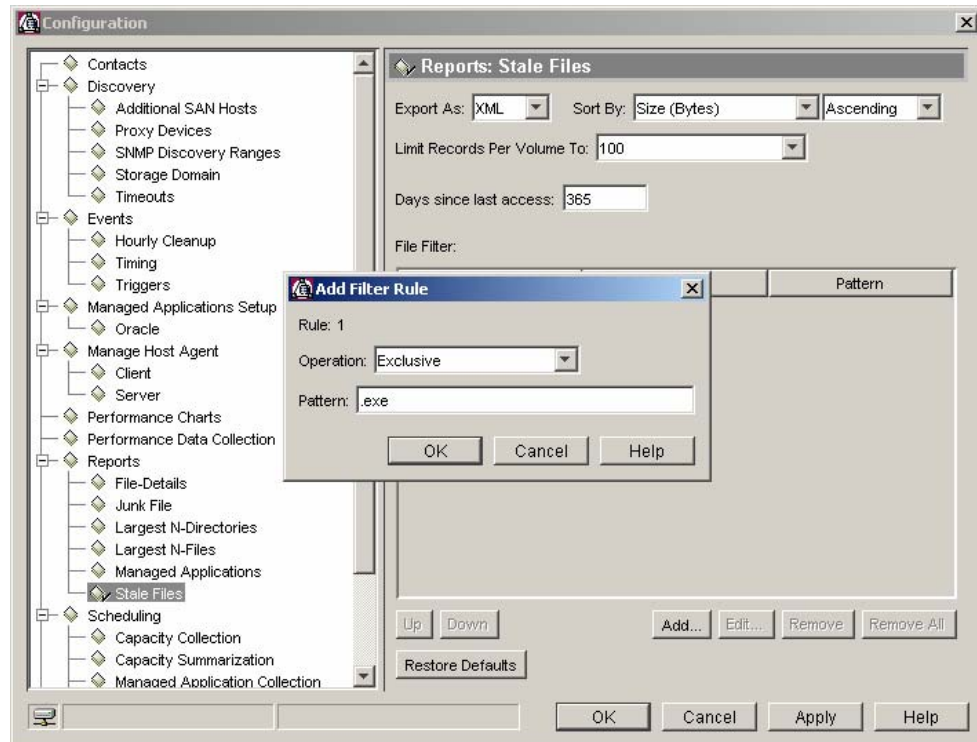 Configuration
Contacts
Discovery
Additional SAN Hosts
Proxy Devices
SNMP Discovery Ranges
Storage Domain
Timeouts
Events
Hourly Cleanup
Timing
Triggers
Managed Applications Setup
Oracle
Manage Host Agent
Client
Server
Performance Charts
Performance Data Collection
Reports
File-Details
Junk File
Largest N-Directories
Largest N-Files
Managed Applications
Stale Files
Scheduling
Capacity Collection
Capacity Summarization
Managed Application Collection
Reports: Stale Files
Export As: XML Sort By: Size (Bytes) Ascending
Limit Records Per Volume To: 100
Days since last access: 365
File Filter:
Pattern
Add Filter Rule
Rule: 1
Operation: Exclusive
Pattern: .exe
OK Cancel Help
Up Down Add... Edit... Remove Remove All
Restore Defaults
OK Cancel Apply Help